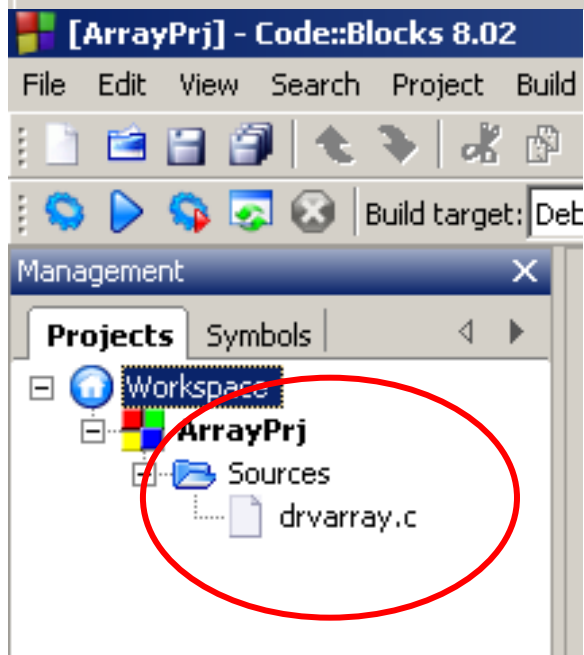 [ArrayPrj] - Code::Blocks 8.02
File Edit View Search Project Build
Build target: Deb
Management
Projects Symbols
Workspace
ArrayPrj
Sources
drvarray.c